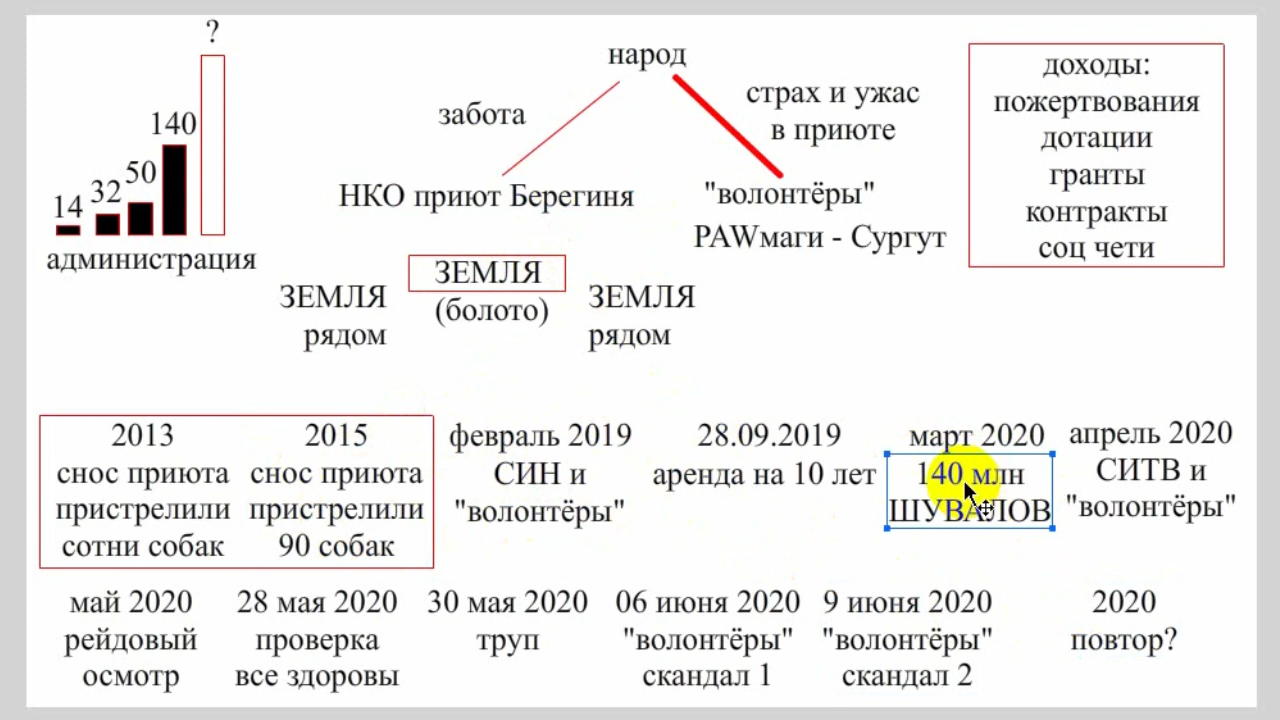 ?
140
50
32
14
администрация
народ
забота
страх и ужас
в приюте
НКО приют Берегиня
"волонтёры"
PAWмаги - Сургут
доходы:
пожертвования
дотации
гранты
контракты
соц чети
ЗЕМЛЯ
рядом
ЗЕМЛЯ
(болото)
ЗЕМЛЯ
рядом
2013
снос приюта
пристрелили
сотни собак
2015
снос приюта
пристрелили
90 собак
февраль 2019
СИН и
"волонтёры"
28.09.2019
аренда на 10 лет
март 2020
140 млн
ШУВАЛОВ
апрель 2020
СИТВ и
"волонтёры"
май 2020
рейдовый
осмотр
28 мая 2020
проверка
все здоровы
30 мая 2020
труп
06 июня 2020
"волонтёры"
скандал 1
9 июня 2020
"волонтёры"
скандал 2
2020
повтор?